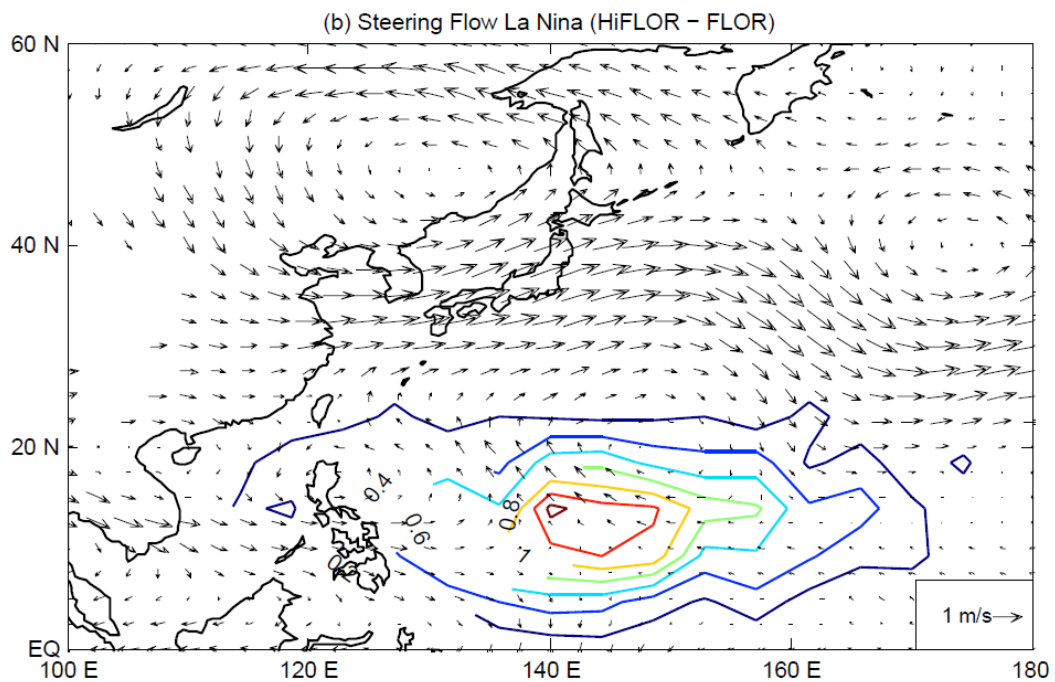 (b) Steering Flow La Nina (HiFLOR − FLOR)
60 N
40 N
20 N
EQ
0.4
0.6
0.8
1
1 m/s
100 E 120 E 140 E 160 E 180